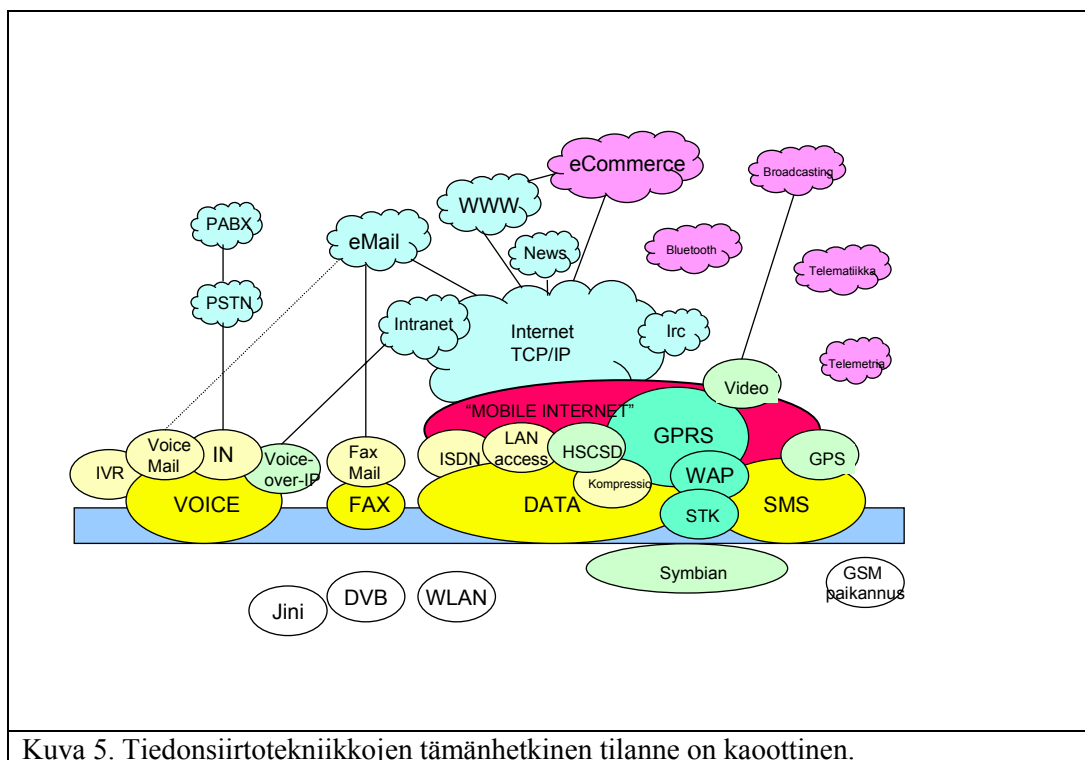 eCommerce
Broadcasting
WWW
PABX
eMail
News
Bluetooth
Telematiikka
PSTN
Intranet
Internet
TCP/IP
Irc
Telemetria
Video
"MOBILE INTERNET"
GPRS
IVR
Voice
Mail
IN
Voice-
over-IP
Fax
Mail
ISDN
LAN
access
HSCSD
Kompressio
WAP
GPS
VOICE
FAX
DATA
STK
SMS
Symbian
GSM
paikannus
Jini
DVB
WLAN
Kuva 5. Tiedonsiirtotekniikkojen tämänhetkinen tilanne on kaoottinen.